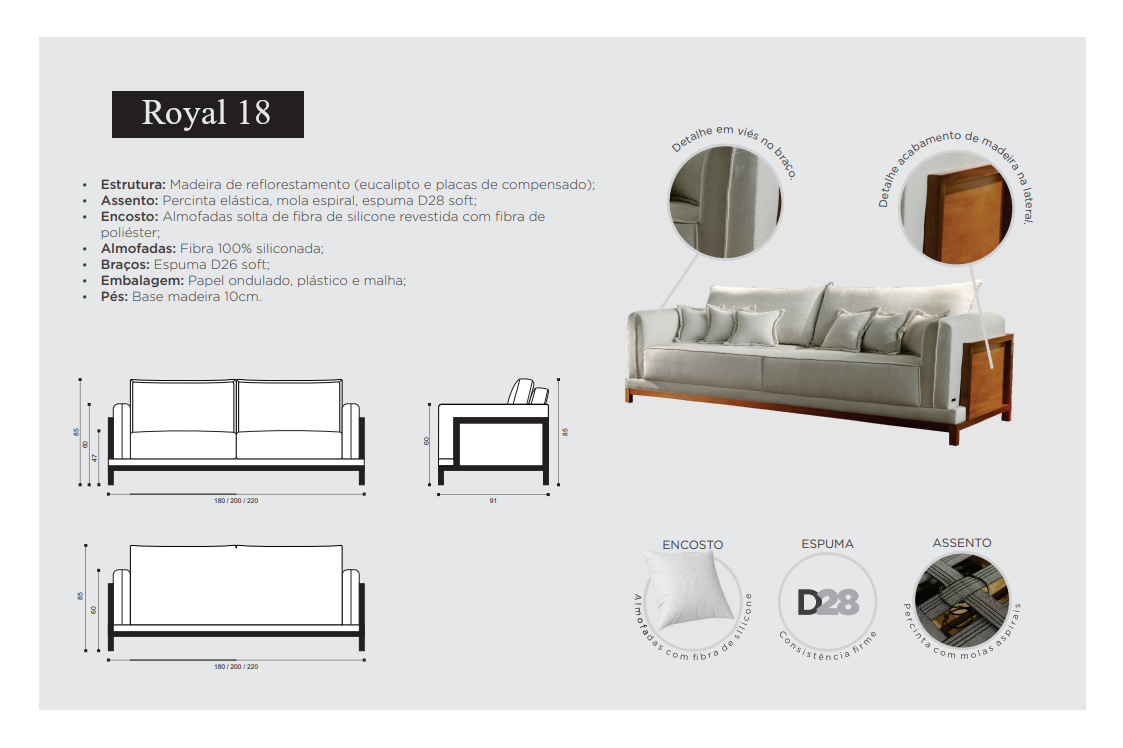 Royal 18
• Estrutura: Madeira de reflorestamento (eucalipto e placas de compensado);
• Assento: Percinta elástica, mola espiral, espuma D28 soft;
• Encosto: Almofadas solta de fibra de silicone revestida com fibra de
poliéster;
• Almofadas: Fibra 100% siliconada;
• Braços: Espuma D26 soft;
• Embalagem: Papel ondulado, plástico e malha;
• Pés: Base madeira 10cm.
Detalhe em viés no braço.
Detalhe acabamento de madeira na lateral.
85
60
47
180 / 200 / 220
60
85
91
85
60
180 / 200 / 220
ENCOSTO
Almofadas com fibra de silicone
ESPUMA
D28
Consistência firme
ASSENTO
Percinta com molas aspirais